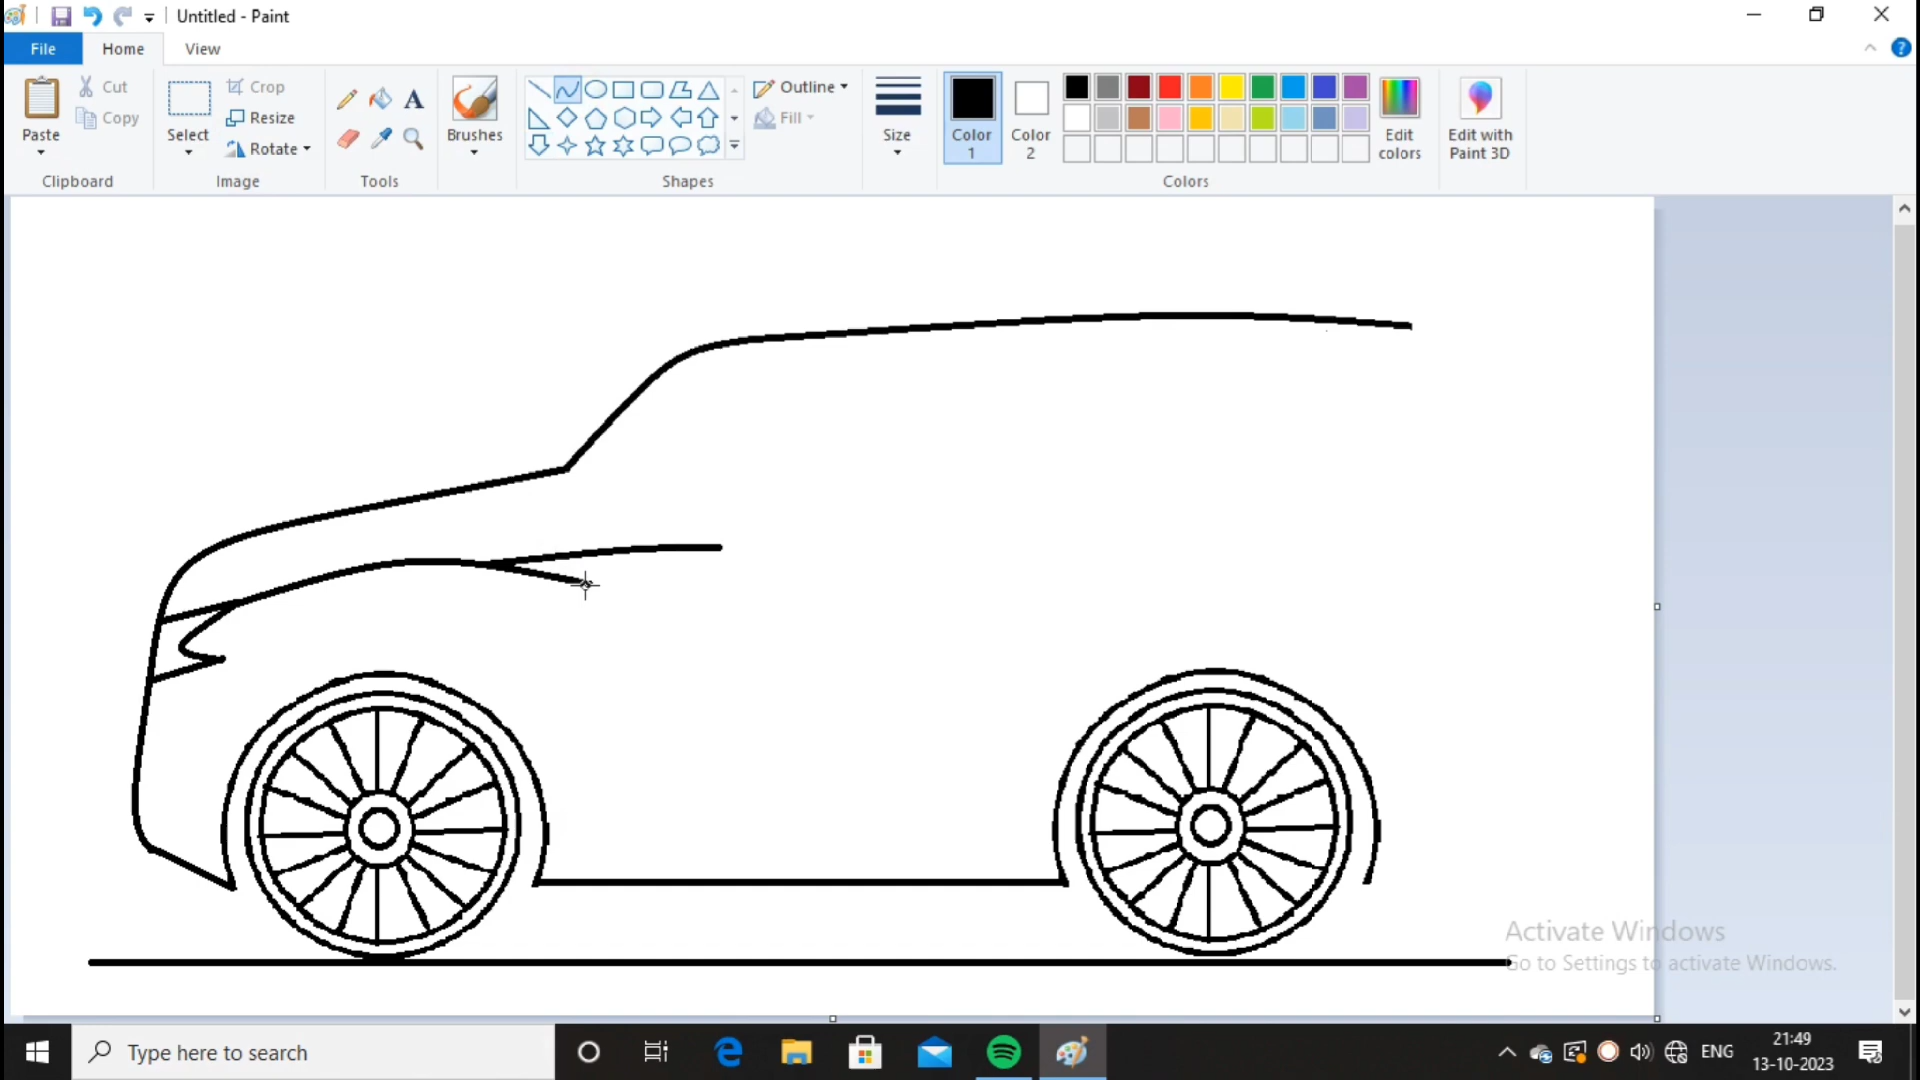 Untitled - Paint
File Home View
Paste Cut Copy Select Crop Resize Rotate A Brushes Outline Fill Size Color 1 Color 2 Edit colors Edit with Paint 3D
Clipboard Image Tools Shapes Colors
Activate Windows
Go to Settings to activate Windows.
Type here to search
ENG
21:49
13-10-2023